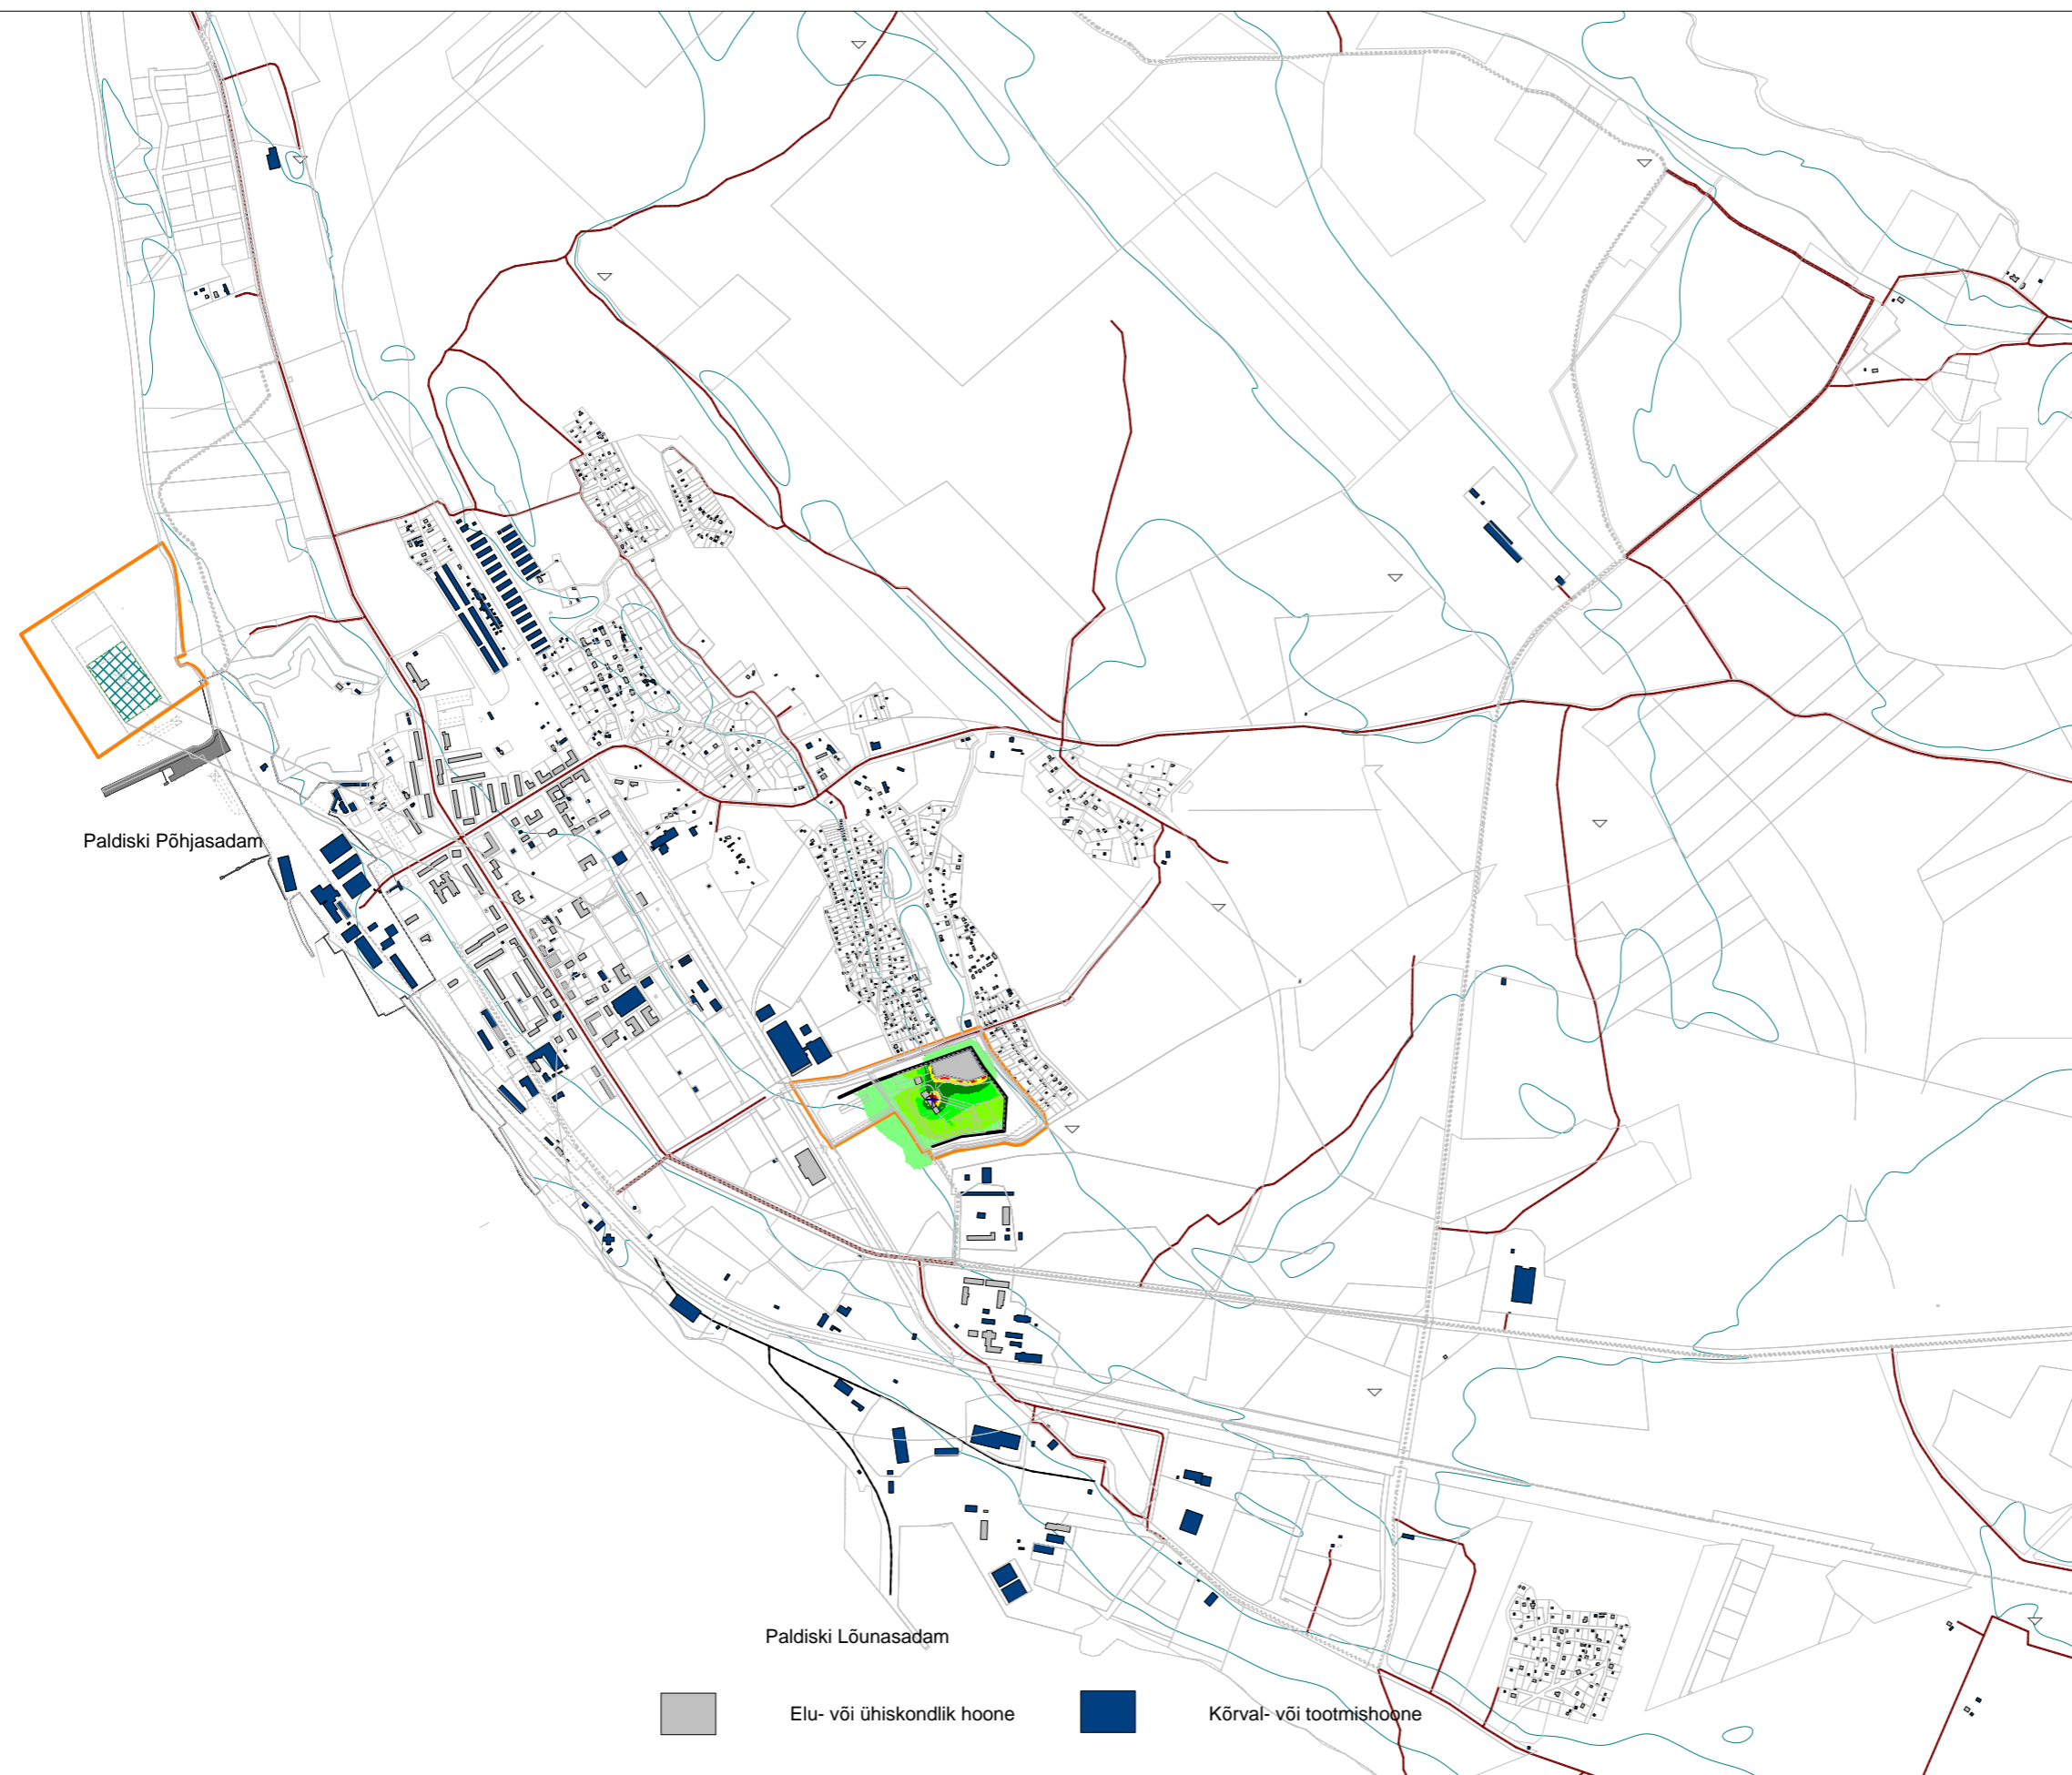 Paldiski Põhjasadam
Paldiski Lõunasadam
Elu- või ühiskondlik hoone
Kõrval- või tootmishoone